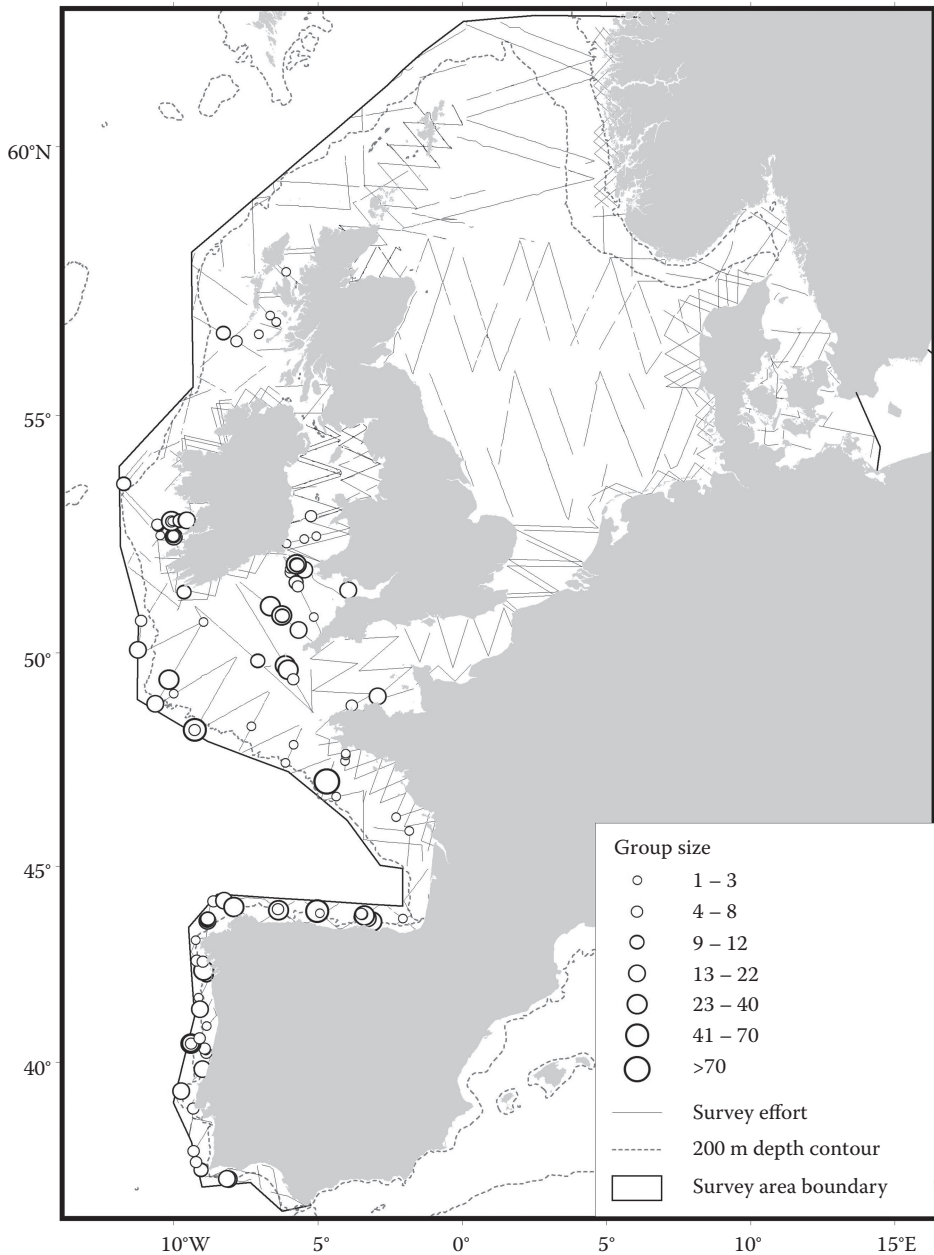 60°N
55°
50°
45°
40°
Group size
1 – 3
4 – 8
9 – 12
13 – 22
23 – 40
41 – 70
>70
Survey effort
200 m depth contour
Survey area boundary
10°W 5° 0° 5° 10° 15°E